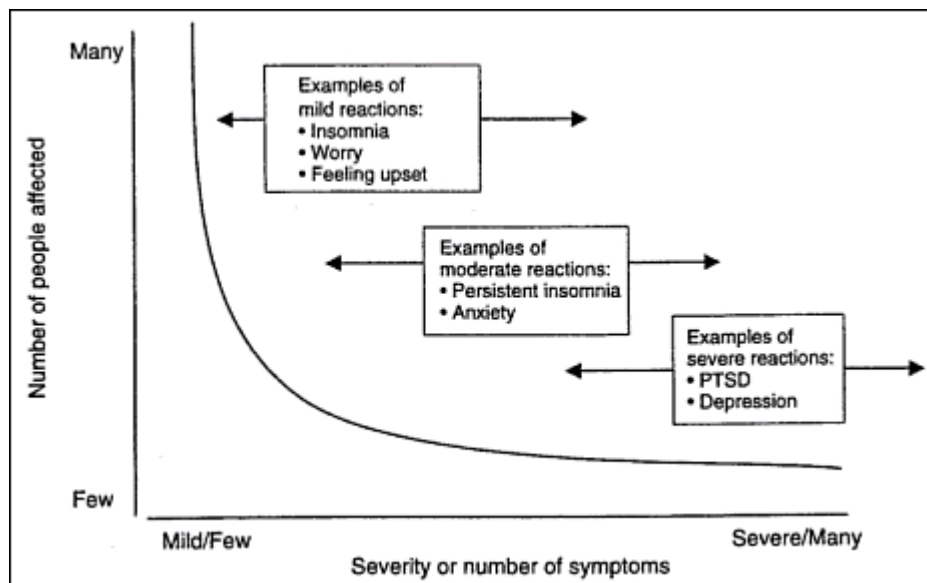 Many
Number of people affected
Few
Examples of
mild reactions:
• Insomnia
• Worry
• Feeling upset
Examples of
moderate reactions:
• Persistent insomnia
• Anxiety
Examples of
severe reactions:
• PTSD
• Depression
Mild/Few
Severe/Many
Severity or number of symptoms